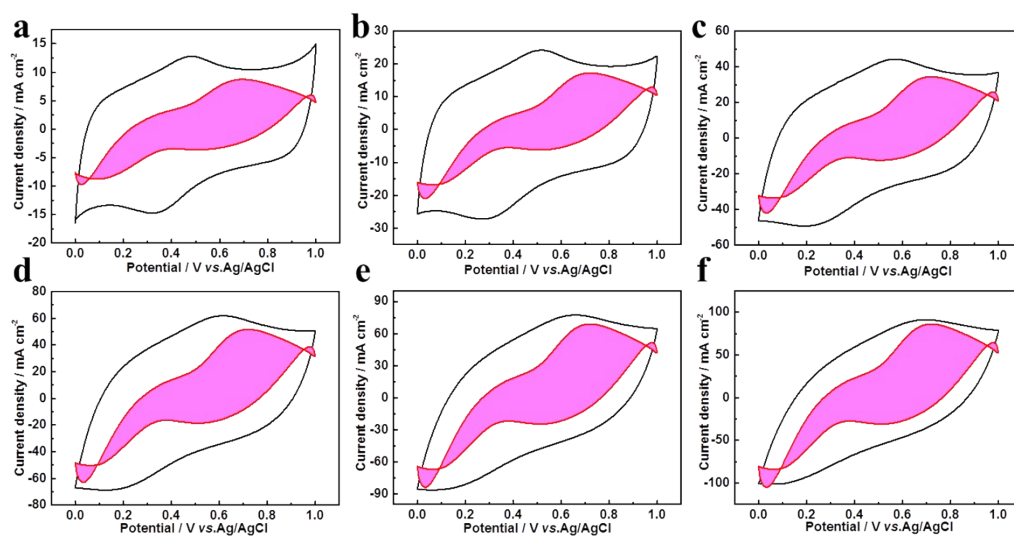 a
15
10
5
0
-5
-10
-15
-20
Current density / mA cm-2
0.0 0.2 0.4 0.6 0.8 1.0
Potential / V vs.Ag/AgCl
b
30
20
10
0
-10
-20
-30
Current density / mA cm-2
0.0 0.2 0.4 0.6 0.8 1.0
Potential / V vs.Ag/AgCl
c
60
40
20
0
-20
-40
-60
Current density / mA cm-2
0.0 0.2 0.4 0.6 0.8 1.0
Potential / V vs.Ag/AgCl
d
80
60
40
20
0
-20
-40
-60
-80
Current density / mA cm-2
0.0 0.2 0.4 0.6 0.8 1.0
Potential / V vs.Ag/AgCl
e
90
60
30
0
-30
-60
-90
Current density / mA cm-2
0.0 0.2 0.4 0.6 0.8 1.0
Potential / V vs.Ag/AgCl
f
100
50
0
-50
-100
Current density / mA cm-2
0.0 0.2 0.4 0.6 0.8 1.0
Potential / V vs.Ag/AgCl